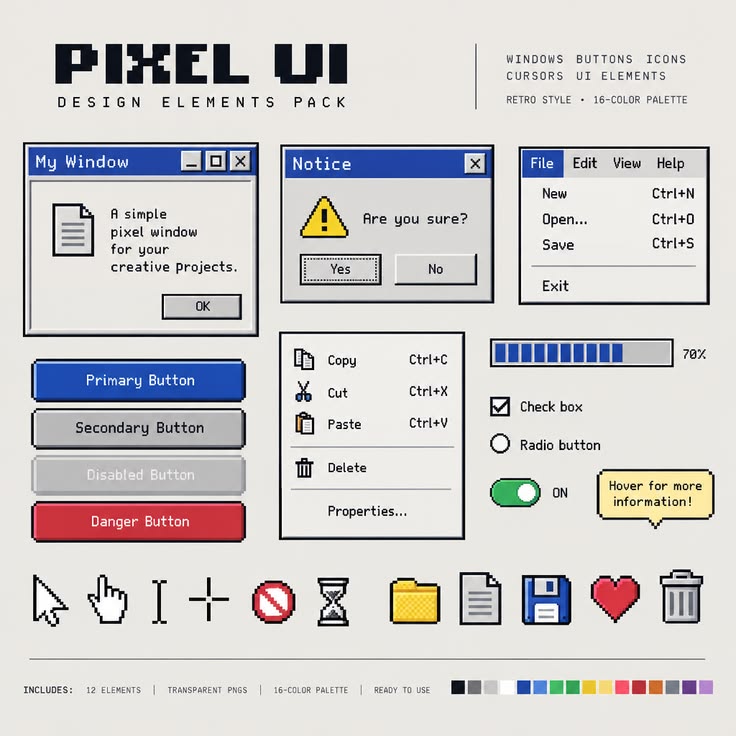 PIXEL UI
DESIGN ELEMENTS PACK
WINDOWS BUTTONS ICONS
CURSORS UI ELEMENTS
RETRO STYLE • 16-COLOR PALETTE
My Window
A simple
pixel window
for your
creative projects.
OK
Notice
Are you sure?
Yes No
File Edit View Help
New Ctrl+N
Open... Ctrl+O
Save Ctrl+S
Exit
Primary Button
Secondary Button
Disabled Button
Danger Button
Copy Ctrl+C
Cut Ctrl+X
Paste Ctrl+V
Delete
Properties...
70%
Check box
Radio button
ON
Hover for more
information!
INCLUDES: 12 ELEMENTS | TRANSPARENT PNGS | 16-COLOR PALETTE | READY TO USE